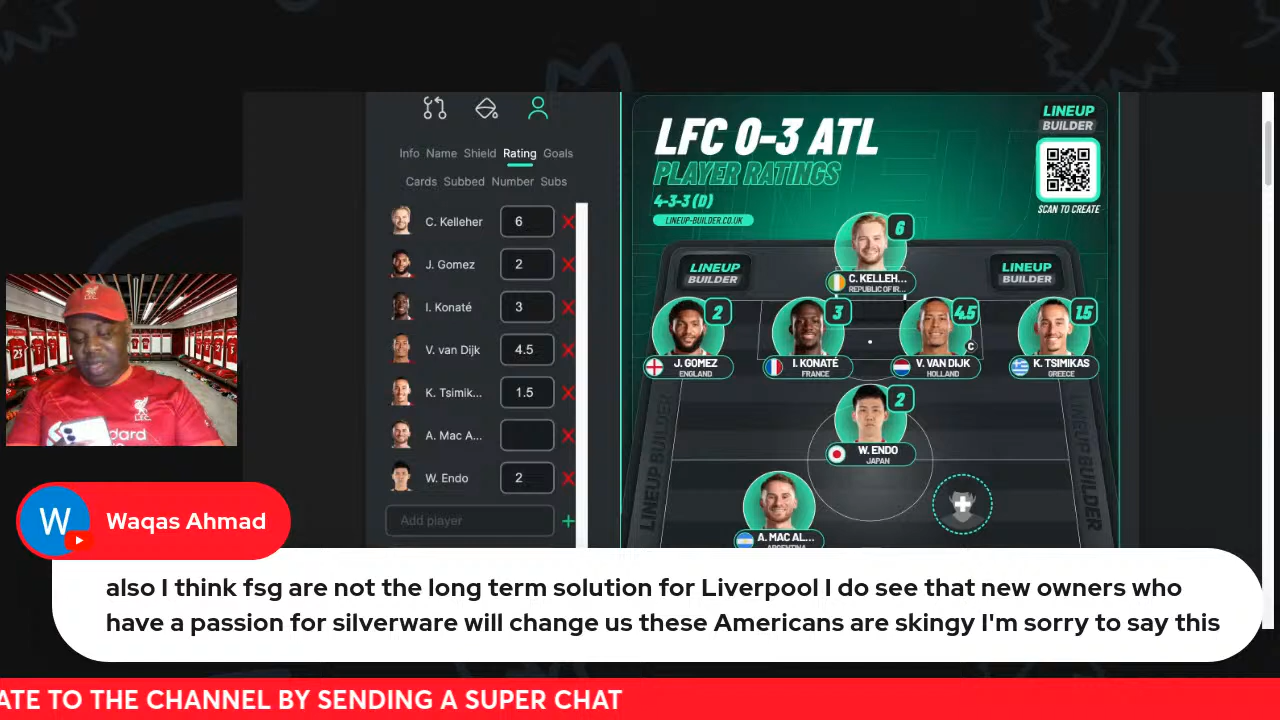 Info Name Shield Rating Goals
Cards Subbed Number Subs
C. Kelleher 6
J. Gomez 2
I. Konaté 3
V. van Dijk 4.5
K. Tsimik... 1.5
A. Mac A...
W. Endo 2
Add player
LFC 0-3 ATL
PLAYER RATINGS
4-3-3 (D)
LINEUP-BUILDER.CO.UK
LINEUP
BUILDER
SCAN TO CREATE
6
C. KELLEH...
REPUBLIC OF IR...
LINEUP
BUILDER
LINEUP
BUILDER
2
J. GOMEZ
ENGLAND
3
I. KONATÉ
FRANCE
4.5
C
V. VAN DIJK
HOLLAND
1.5
K. TSIMIKAS
GREECE
2
W. ENDO
JAPAN
A. MAC AL...
ARGENTINA
LINEUP BUILDER
LINEUP BUILDER
dard
W
Waqas Ahmad
also I think fsg are not the long term solution for Liverpool I do see that new owners who
have a passion for silverware will change us these Americans are skingy I'm sorry to say this
ATE TO THE CHANNEL BY SENDING A SUPER CHAT